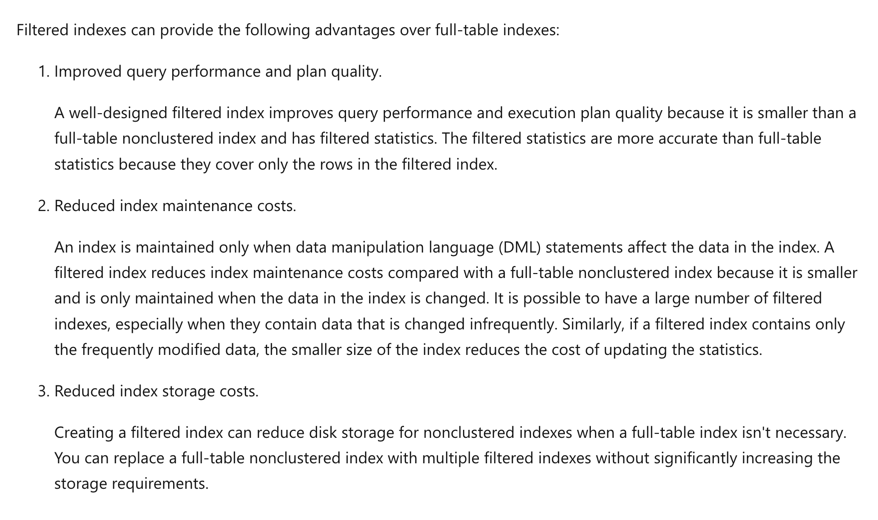 Filtered indexes can provide the following advantages over full-table indexes:
1. Improved query performance and plan quality.
A well-designed filtered index improves query performance and execution plan quality because it is smaller than a
full-table nonclustered index and has filtered statistics. The filtered statistics are more accurate than full-table
statistics because they cover only the rows in the filtered index.
2. Reduced index maintenance costs.
An index is maintained only when data manipulation language (DML) statements affect the data in the index. A
filtered index reduces index maintenance costs compared with a full-table nonclustered index because it is smaller
and is only maintained when the data in the index is changed. It is possible to have a large number of filtered
indexes, especially when they contain data that is changed infrequently. Similarly, if a filtered index contains only
the frequently modified data, the smaller size of the index reduces the cost of updating the statistics.
3. Reduced index storage costs.
Creating a filtered index can reduce disk storage for nonclustered indexes when a full-table index isn't necessary.
You can replace a full-table nonclustered index with multiple filtered indexes without significantly increasing the
storage requirements.